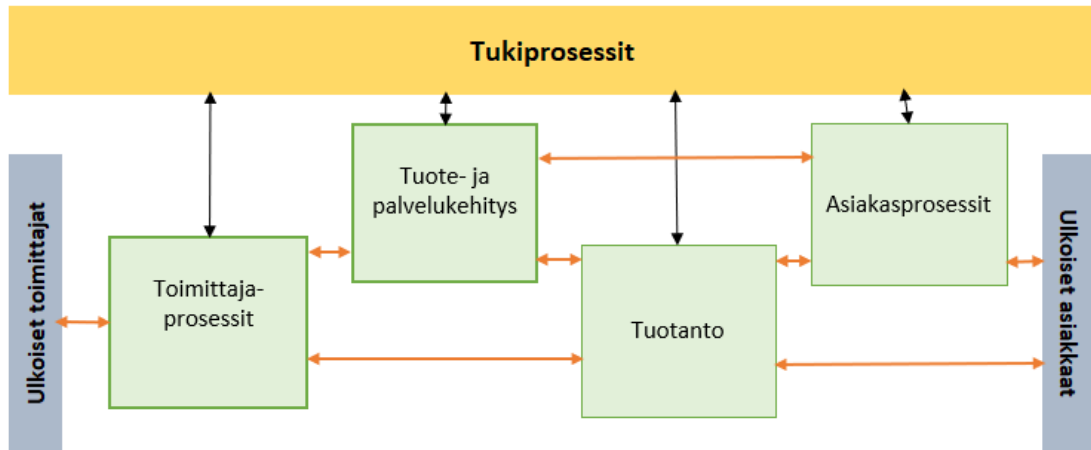 Tukiprosessit
Ulkoiset toimittajat
Toimittaja-
prosessit
Tuote- ja
palvelukehitys
Tuotanto
Asiakasprosessit
Ulkoiset asiakkaat